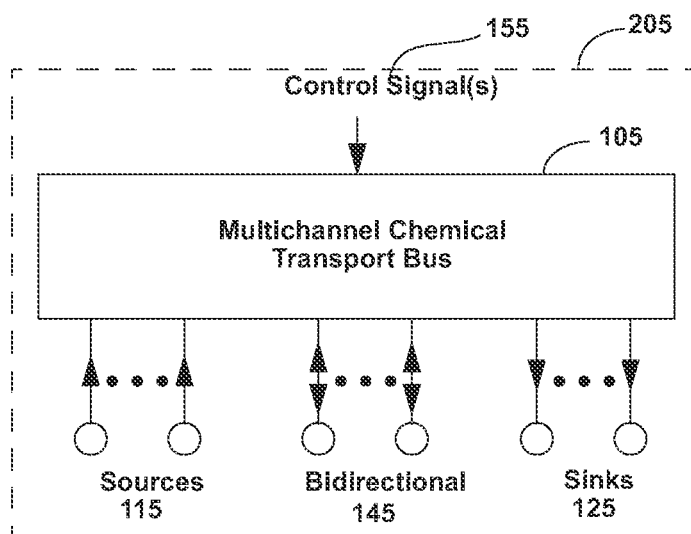 155
205
Control Signal(s)
105
Multichannel Chemical
Transport Bus
Sources
115
Bidirectional
145
Sinks
125